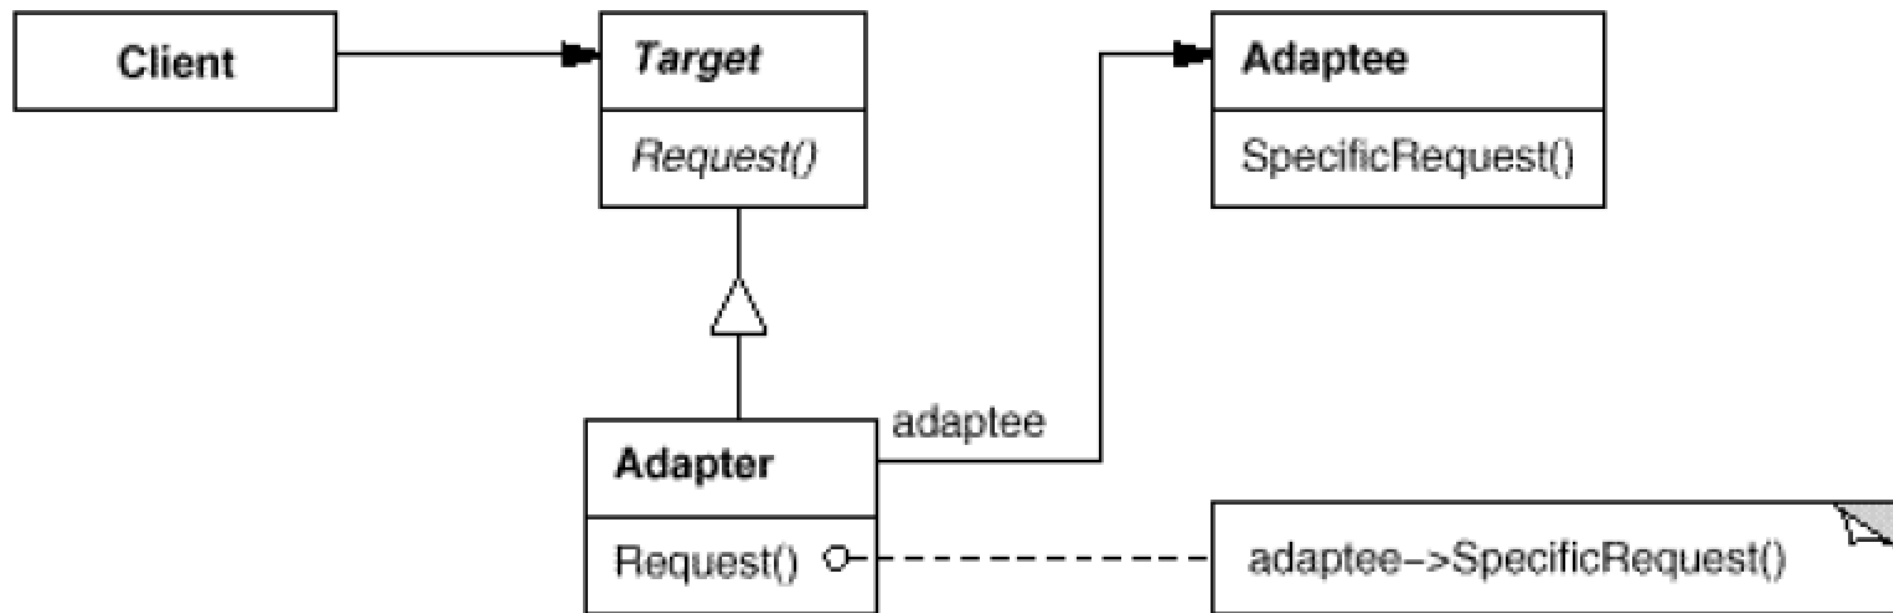 Client
Target
Request()
Adaptee
SpecificRequest()
adaptee
Adapter
Request()
adaptee–>SpecificRequest()